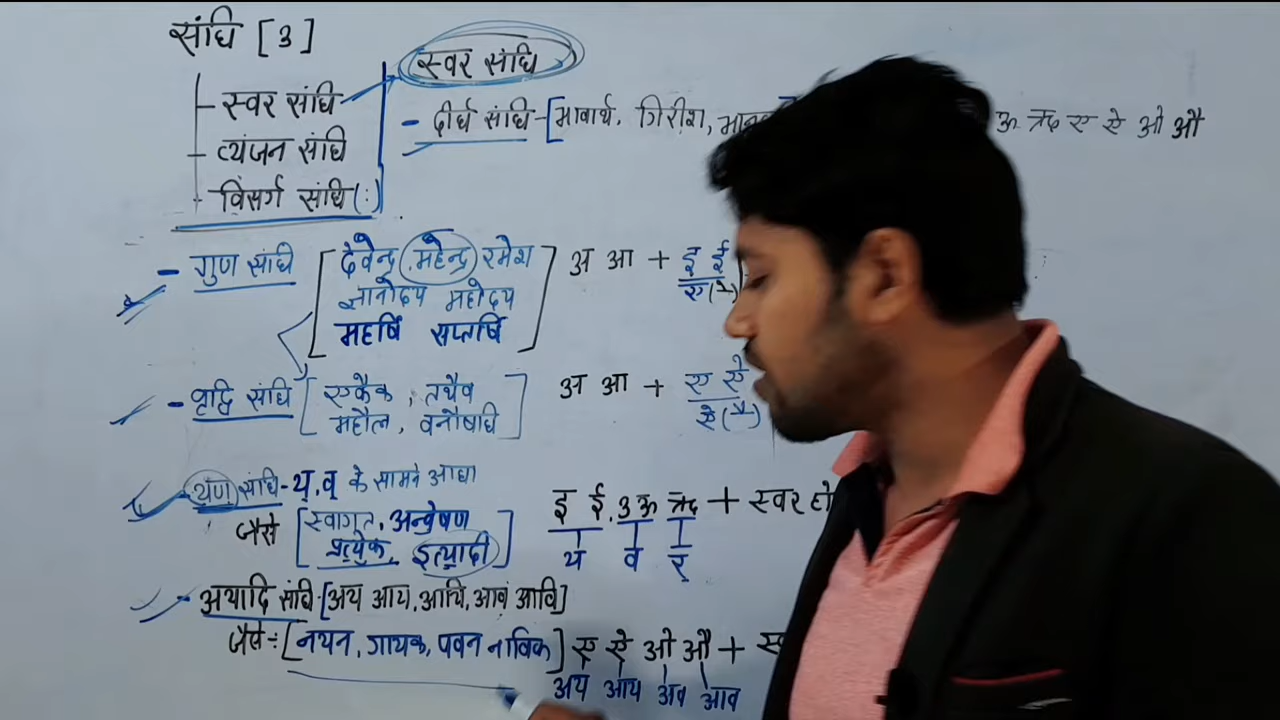 संधि [3]
स्वर संधि
व्यंजन संधि
विसर्ग संधि(:)
स्वर संधि
- दीर्घ संधि-[भावार्थ, गिरीश,
ऊ ऋ ए ऐ ओ औ
- गुण संधि [देवेन्द्र, महेन्द्र रमेश
ज्ञानोदय महोदय
महर्षि सप्तर्षि]
अ आ + इ ई
ए(े)
- वृद्धि संधि [एकैक, तथैव
महौल, वनौषधि]
अ आ + ए ऐ
ऐ(ै)
- यण संधि-य, व के सामने आधा
जैसे [स्वागत, अन्वेषण
प्रत्येक, इत्यादी]
इ ई, उ ऊ ऋ + स्वर हो
य व र्
- अयादि संधि-[अय आय, आयि, आव आवि]
जैसे:- [नयन, गायक, पवन नाविक] ए ऐ ओ औ +
अय आय अव आव